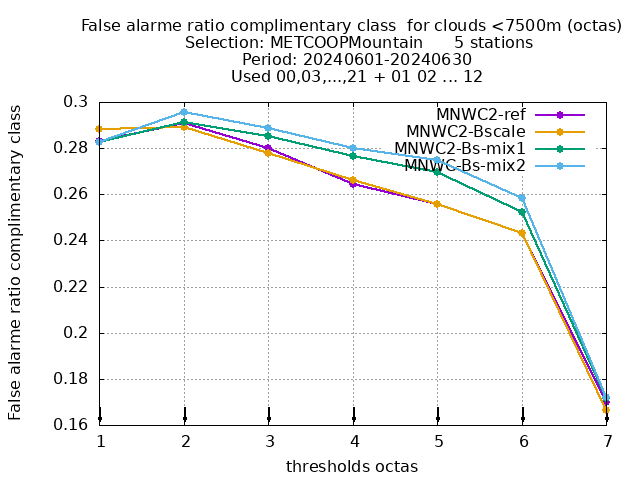 False alarme ratio complimentary class  for clouds <7500m (octas)
Selection: METCOOPMountain      5 stations
Period: 20240601-20240630
Used 00,03,...,21 + 01 02 ... 12
MNWC2-ref
MNWC2-Bscale
MNWC2-Bs-mix1
MNWC-Bs-mix2
False alarme ratio complimentary class
0.3
0.28
0.26
0.24
0.22
0.2
0.18
0.16
1 2 3 4 5 6 7
thresholds octas